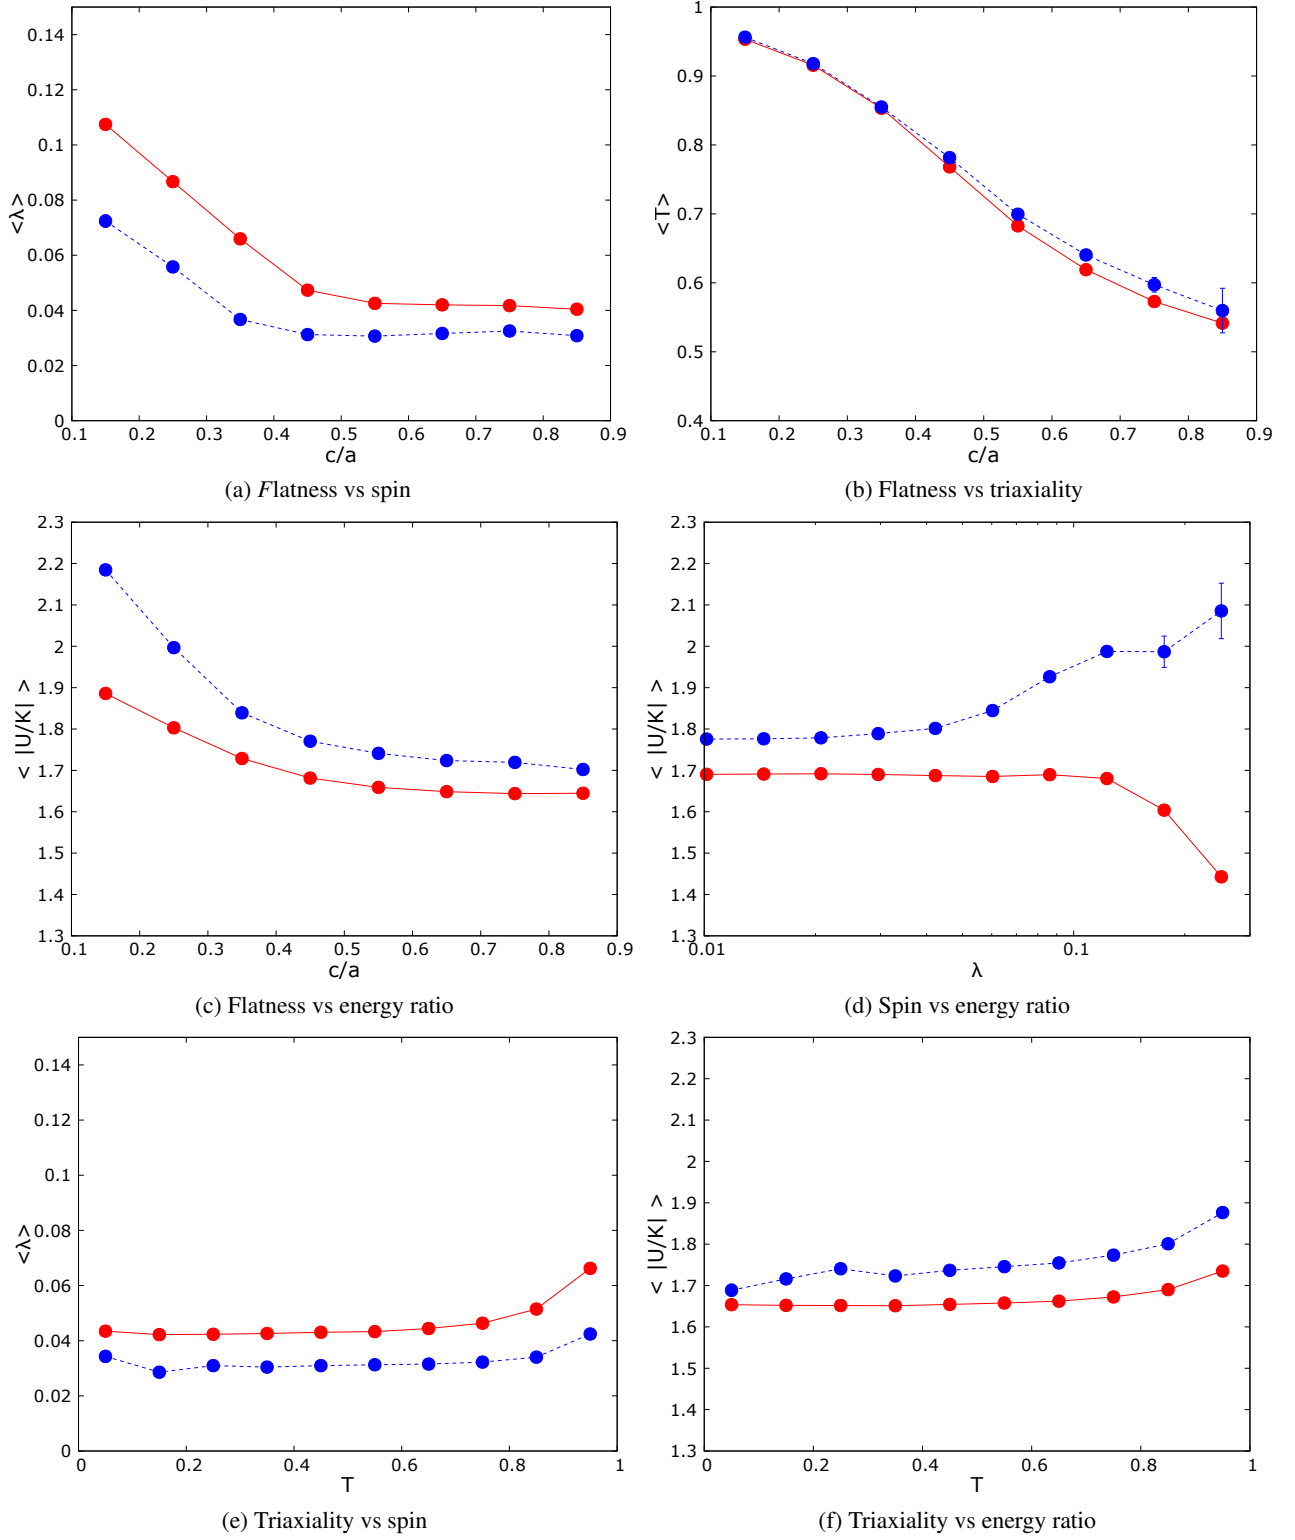 0.14
0.12
0.1
0.08
0.06
0.04
0.02
0
<λ>
0.1 0.2 0.3 0.4 0.5 0.6 0.7 0.8 0.9
c/a
(a) Flatness vs spin
1
0.9
0.8
0.7
0.6
0.5
0.4
<T>
0.1 0.2 0.3 0.4 0.5 0.6 0.7 0.8 0.9
c/a
(b) Flatness vs triaxiality
2.3
2.2
2.1
2
1.9
1.8
1.7
1.6
1.5
1.4
1.3
< |U/K| >
0.1 0.2 0.3 0.4 0.5 0.6 0.7 0.8 0.9
c/a
(c) Flatness vs energy ratio
2.3
2.2
2.1
2
1.9
1.8
1.7
1.6
1.5
1.4
1.3
< |U/K| >
0.01 0.1
λ
(d) Spin vs energy ratio
0.14
0.12
0.1
0.08
0.06
0.04
0.02
0
<λ>
0 0.2 0.4 0.6 0.8 1
T
(e) Triaxiality vs spin
2.3
2.2
2.1
2
1.9
1.8
1.7
1.6
1.5
1.4
1.3
< |U/K| >
0 0.2 0.4 0.6 0.8 1
T
(f) Triaxiality vs energy ratio